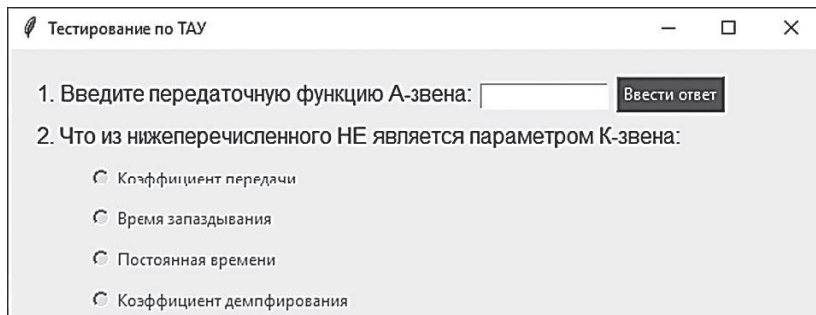 Тестирование по ТАУ
1. Введите передаточную функцию А-звена: Ввести ответ
2. Что из нижеперечисленного НЕ является параметром К-звена:
Коэффициент передачи
Время запаздывания
Постоянная времени
Коэффициент демпфирования